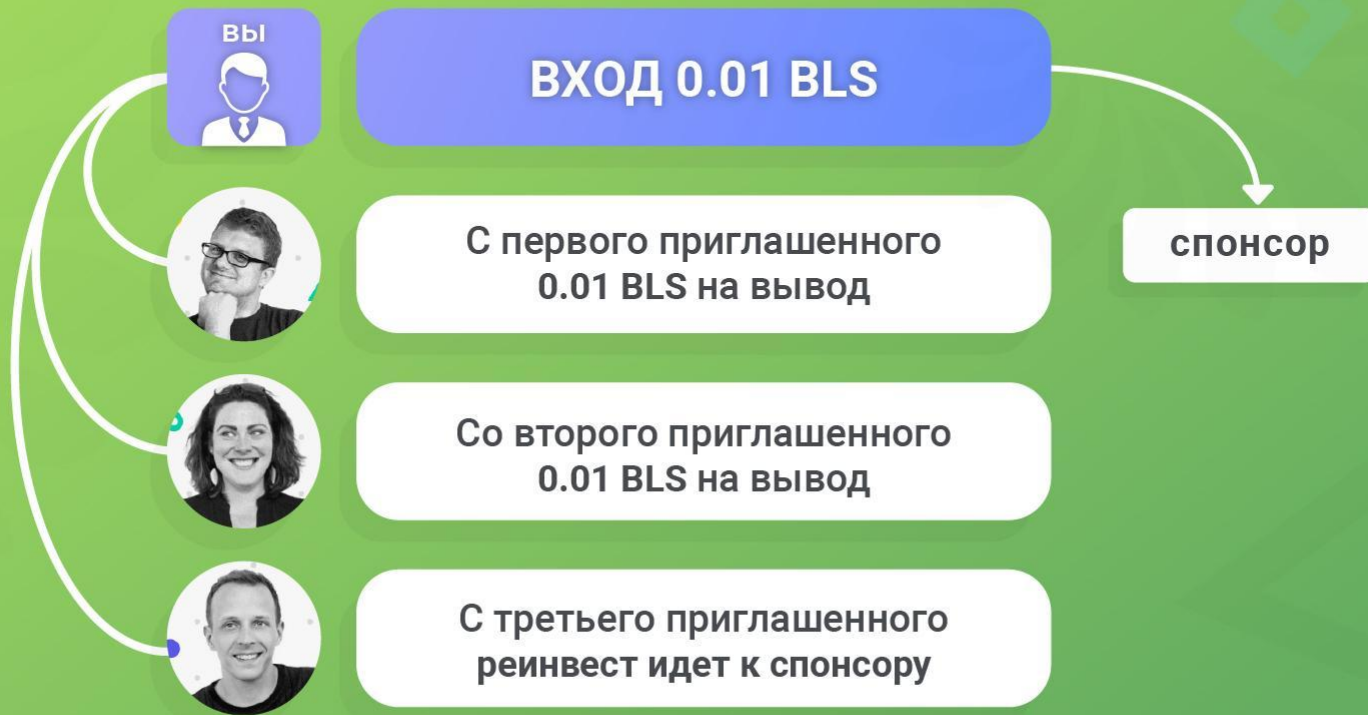 ВЫ
ВХОД 0.01 BLS
С первого приглашенного
0.01 BLS на вывод
спонсор
Со второго приглашенного
0.01 BLS на вывод
С третьего приглашенного
реинвест идет к спонсору